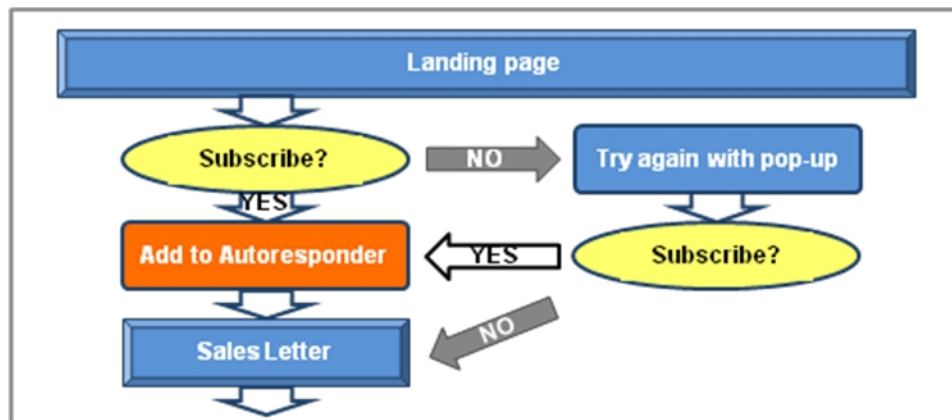 Landing page
Subscribe?
NO
Try again with pop-up
YES
Add to Autoresponder
YES
Subscribe?
NO
Sales Letter